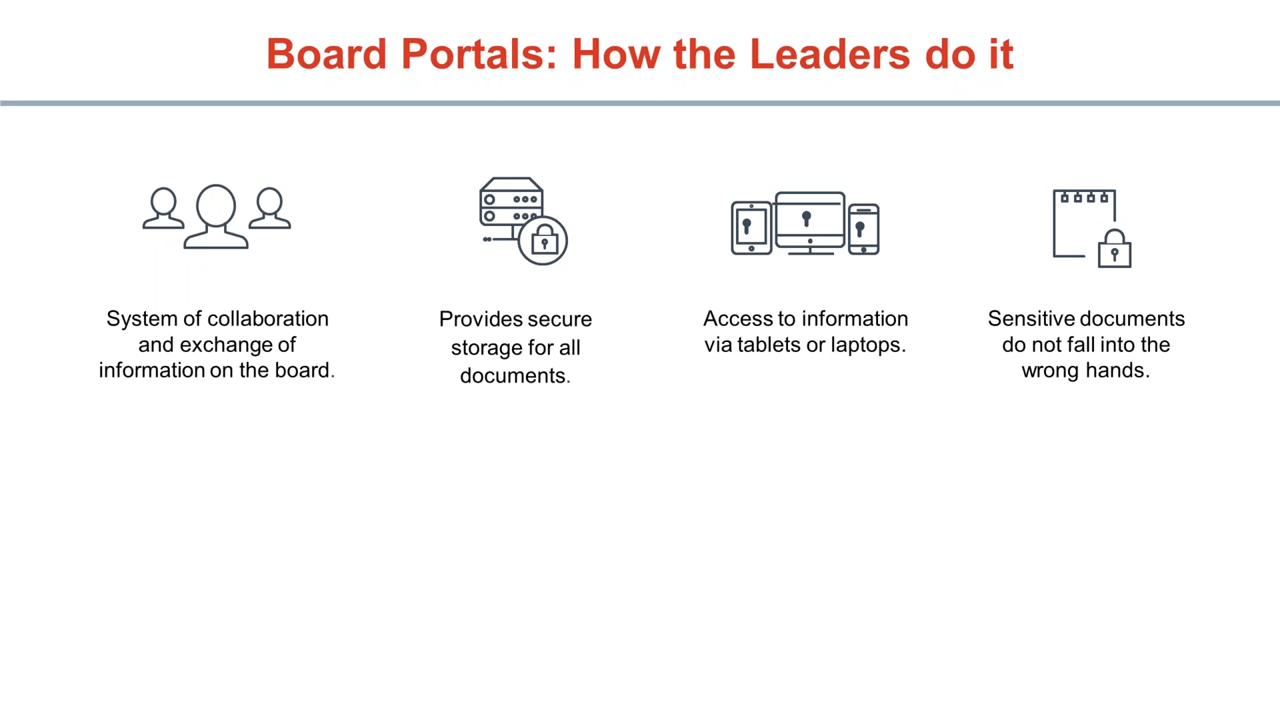 Board Portals: How the Leaders do it
System of collaboration
and exchange of
information on the board.
Provides secure
storage for all
documents.
Access to information
via tablets or laptops.
Sensitive documents
do not fall into the
wrong hands.